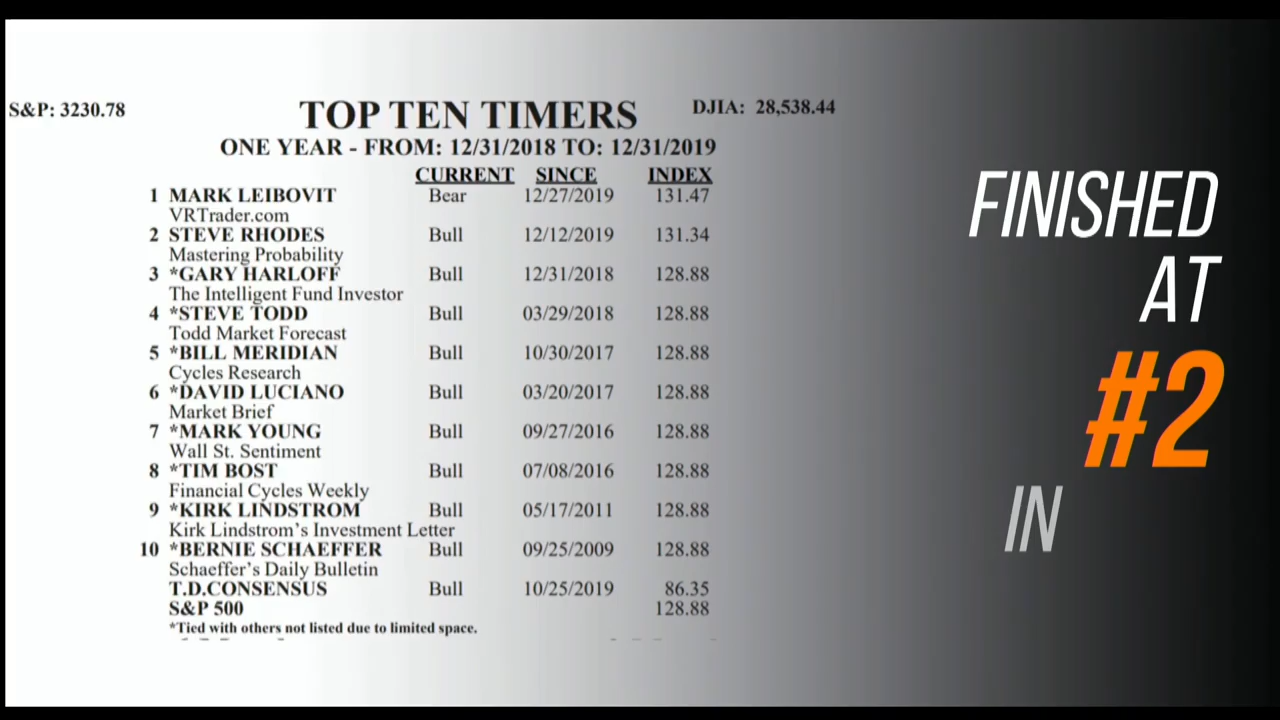 S&P: 3230.78
TOP TEN TIMERS
DJIA: 28,538.44
ONE YEAR - FROM: 12/31/2018 TO: 12/31/2019
CURRENT SINCE INDEX
1 MARK LEIBOVIT Bear 12/27/2019 131.47
VRTrader.com
2 STEVE RHODES Bull 12/12/2019 131.34
Mastering Probability
3 *GARY HARLOFF Bull 12/31/2018 128.88
The Intelligent Fund Investor
4 *STEVE TODD Bull 03/29/2018 128.88
Todd Market Forecast
5 *BILL MERIDIAN Bull 10/30/2017 128.88
Cycles Research
6 *DAVID LUCIANO Bull 03/20/2017 128.88
Market Brief
7 *MARK YOUNG Bull 09/27/2016 128.88
Wall St. Sentiment
8 *TIM BOST Bull 07/08/2016 128.88
Financial Cycles Weekly
9 *KIRK LINDSTROM Bull 05/17/2011 128.88
Kirk Lindstrom's Investment Letter
10 *BERNIE SCHAEFFER Bull 09/25/2009 128.88
Schaeffer's Daily Bulletin
T.D.CONSENSUS Bull 10/25/2019 86.35
S&P 500 128.88
*Tied with others not listed due to limited space.
FINISHED
AT
#2
IN